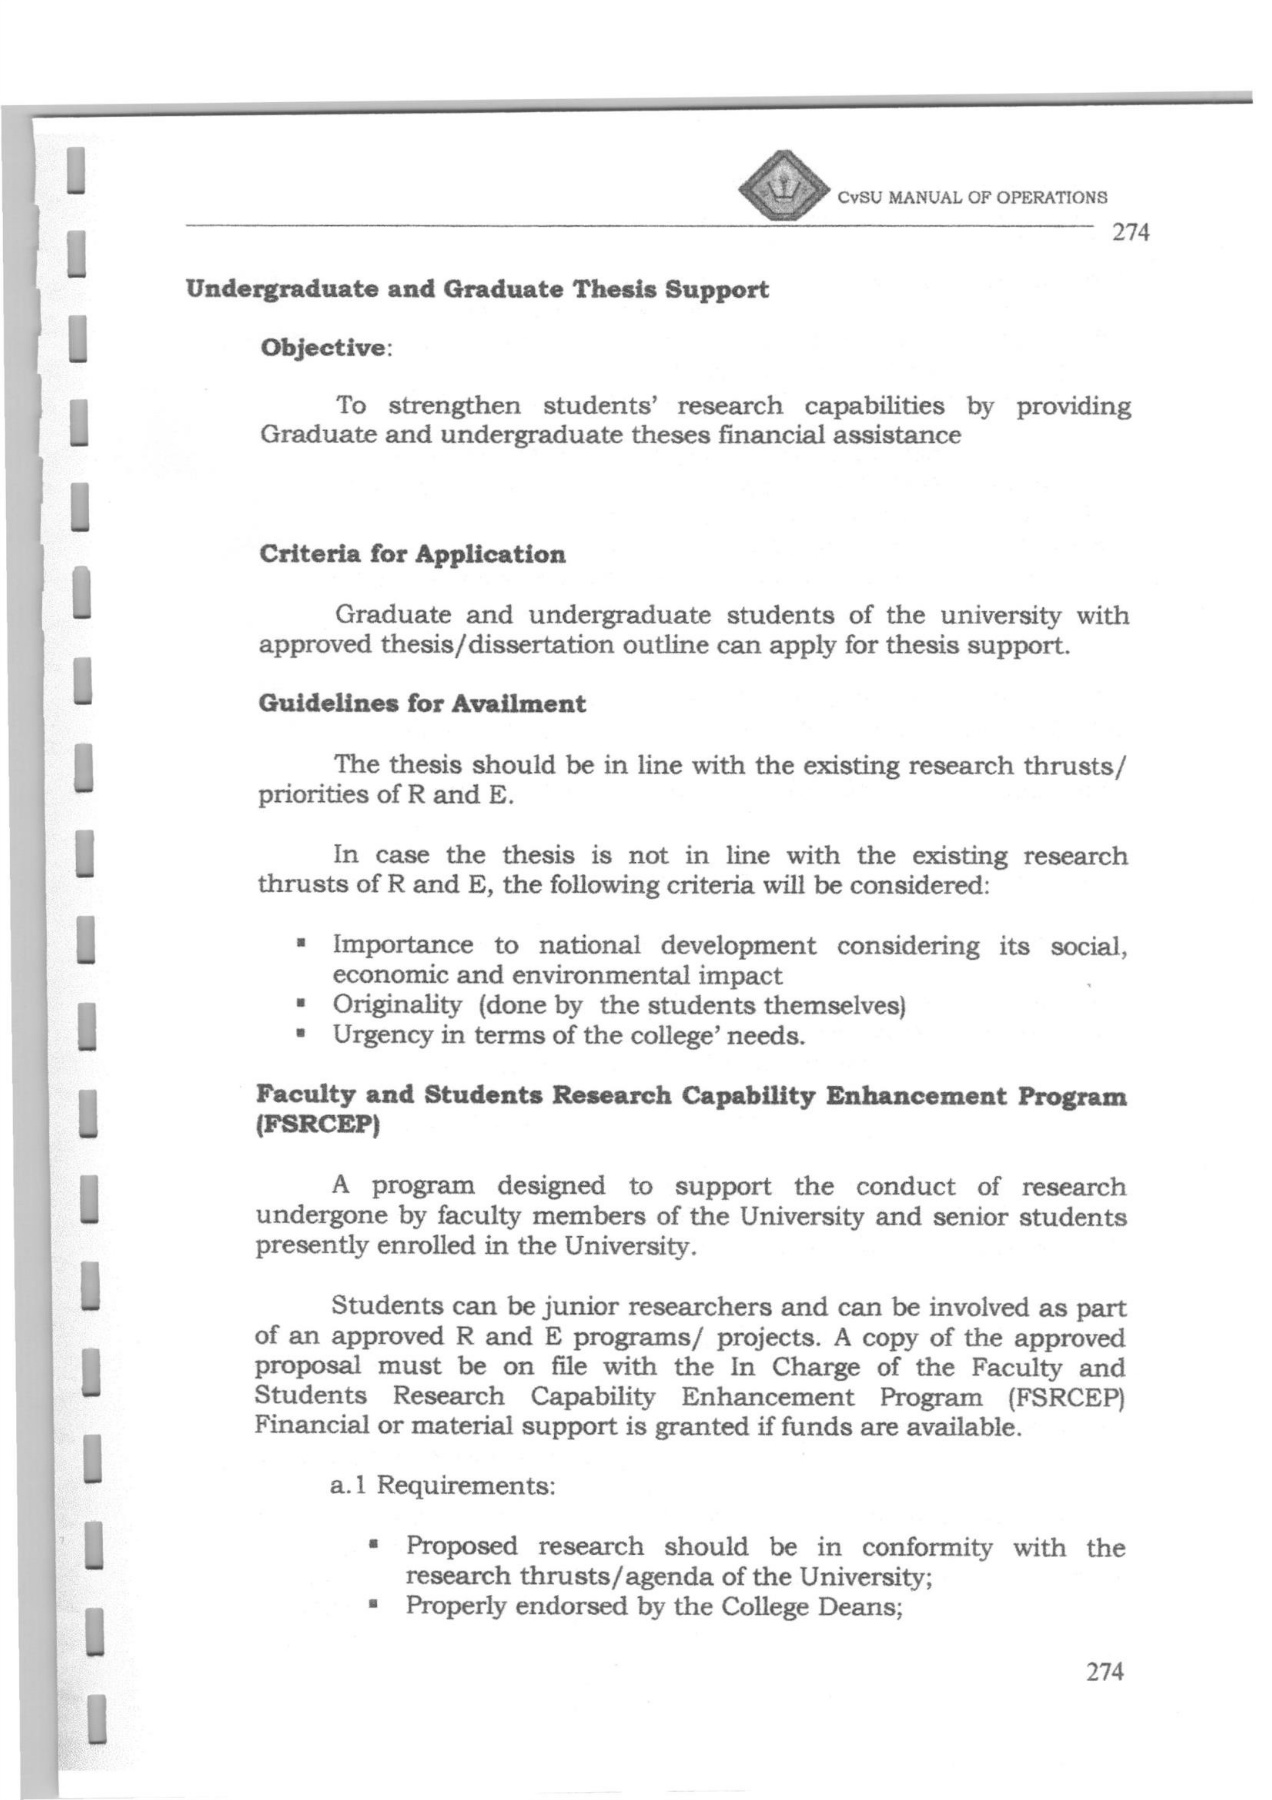 CvSU MANUAL OF OPERATIONS
274
Undergraduate and Graduate Thesis Support
Objective:
To strengthen students' research capabilities by providing
Graduate and undergraduate theses financial assistance
Criteria for Application
Graduate and undergraduate students of the university with
approved thesis/dissertation outline can apply for thesis support.
Guidelines for Availment
The thesis should be in line with the existing research thrusts/
priorities of R and E.
In case the thesis is not in line with the existing research
thrusts of R and E, the following criteria will be considered:
▪ Importance to national development considering its social,
economic and environmental impact
▪ Originality (done by the students themselves)
▪ Urgency in terms of the college' needs.
Faculty and Students Research Capability Enhancement Program
(FSRCEP)
A program designed to support the conduct of research
undergone by faculty members of the University and senior students
presently enrolled in the University.
Students can be junior researchers and can be involved as part
of an approved R and E programs/ projects. A copy of the approved
proposal must be on file with the In Charge of the Faculty and
Students Research Capability Enhancement Program (FSRCEP)
Financial or material support is granted if funds are available.
a.1 Requirements:
▪ Proposed research should be in conformity with the
research thrusts/agenda of the University;
▪ Properly endorsed by the College Deans;
274